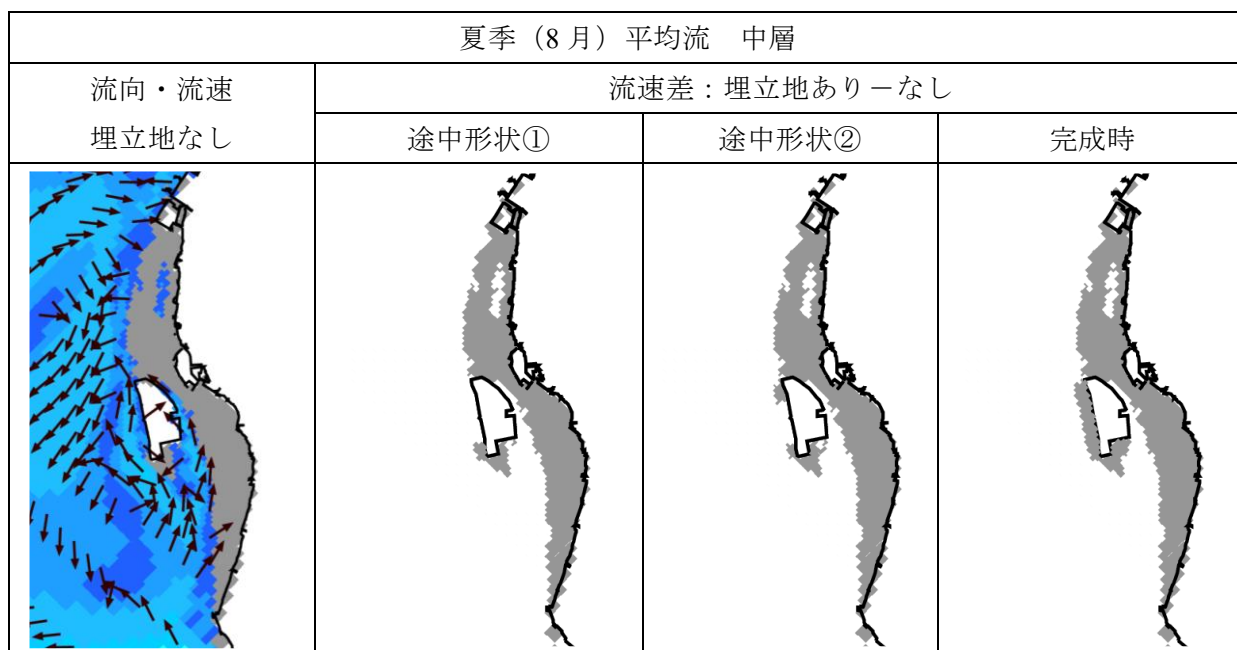 夏季（8月）平均流　中層
流向・流速
埋立地なし
流速差：埋立地あり－なし
途中形状①
途中形状②
完成時